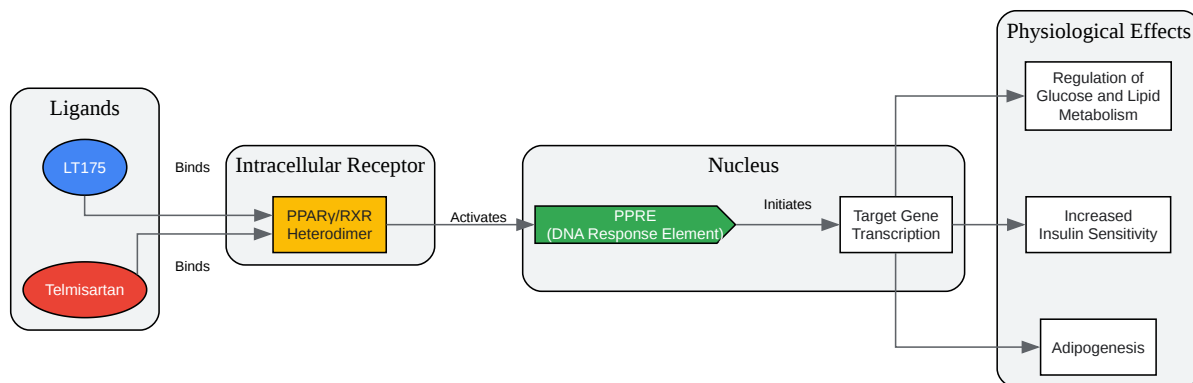 Ligands
LT175
Telmisartan
Binds
Binds
Intracellular Receptor
PPARγ/RXR
Heterodimer
Activates
Nucleus
PPRE
(DNA Response Element)
Initiates
Target Gene
Transcription
Physiological Effects
Regulation of
Glucose and Lipid
Metabolism
Increased
Insulin Sensitivity
Adipogenesis